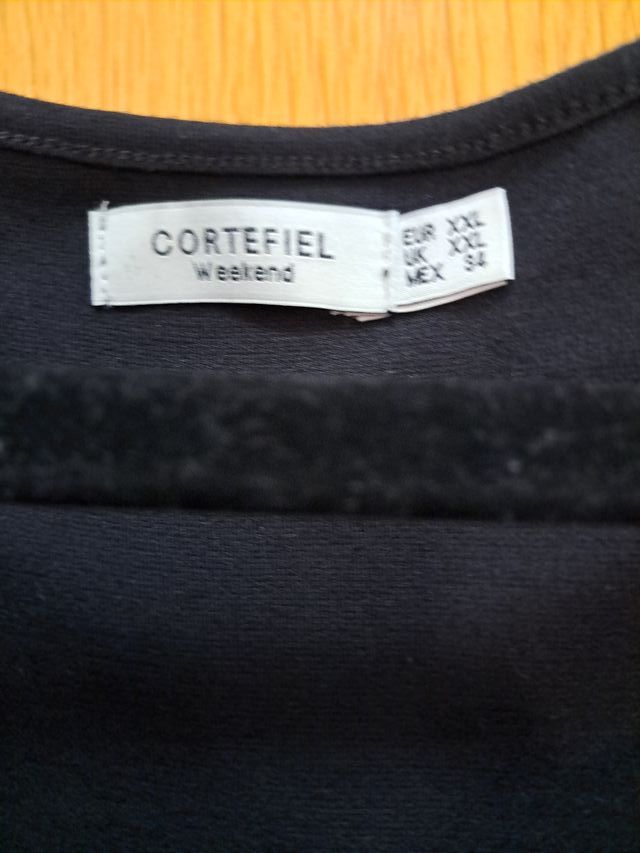 CORTEFIEL
Weekend
EUR XXL
UK XXL
MEX 34